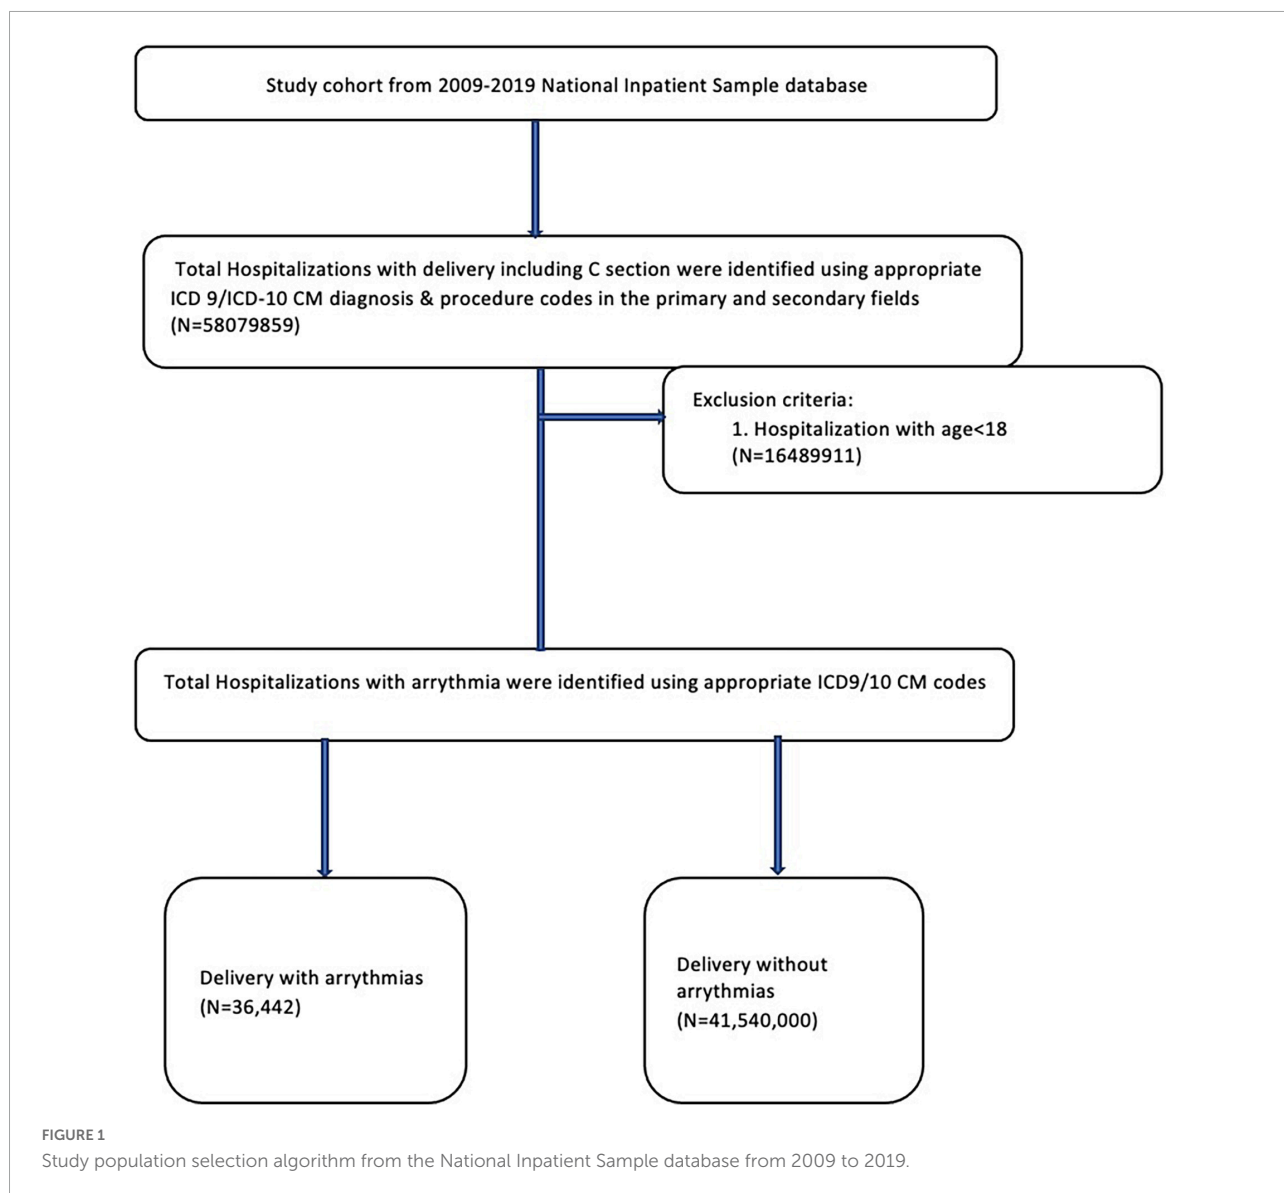 Study cohort from 2009-2019 National Inpatient Sample database
Total Hospitalizations with delivery including C section were identified using appropriate
ICD 9/ICD-10 CM diagnosis & procedure codes in the primary and secondary fields
(N=58079859)
Exclusion criteria:
1. Hospitalization with age<18
(N=16489911)
Total Hospitalizations with arrythmia were identified using appropriate ICD9/10 CM codes
Delivery with arrythmias
(N=36,442)
Delivery without
arrythmias
(N=41,540,000)
FIGURE 1
Study population selection algorithm from the National Inpatient Sample database from 2009 to 2019.